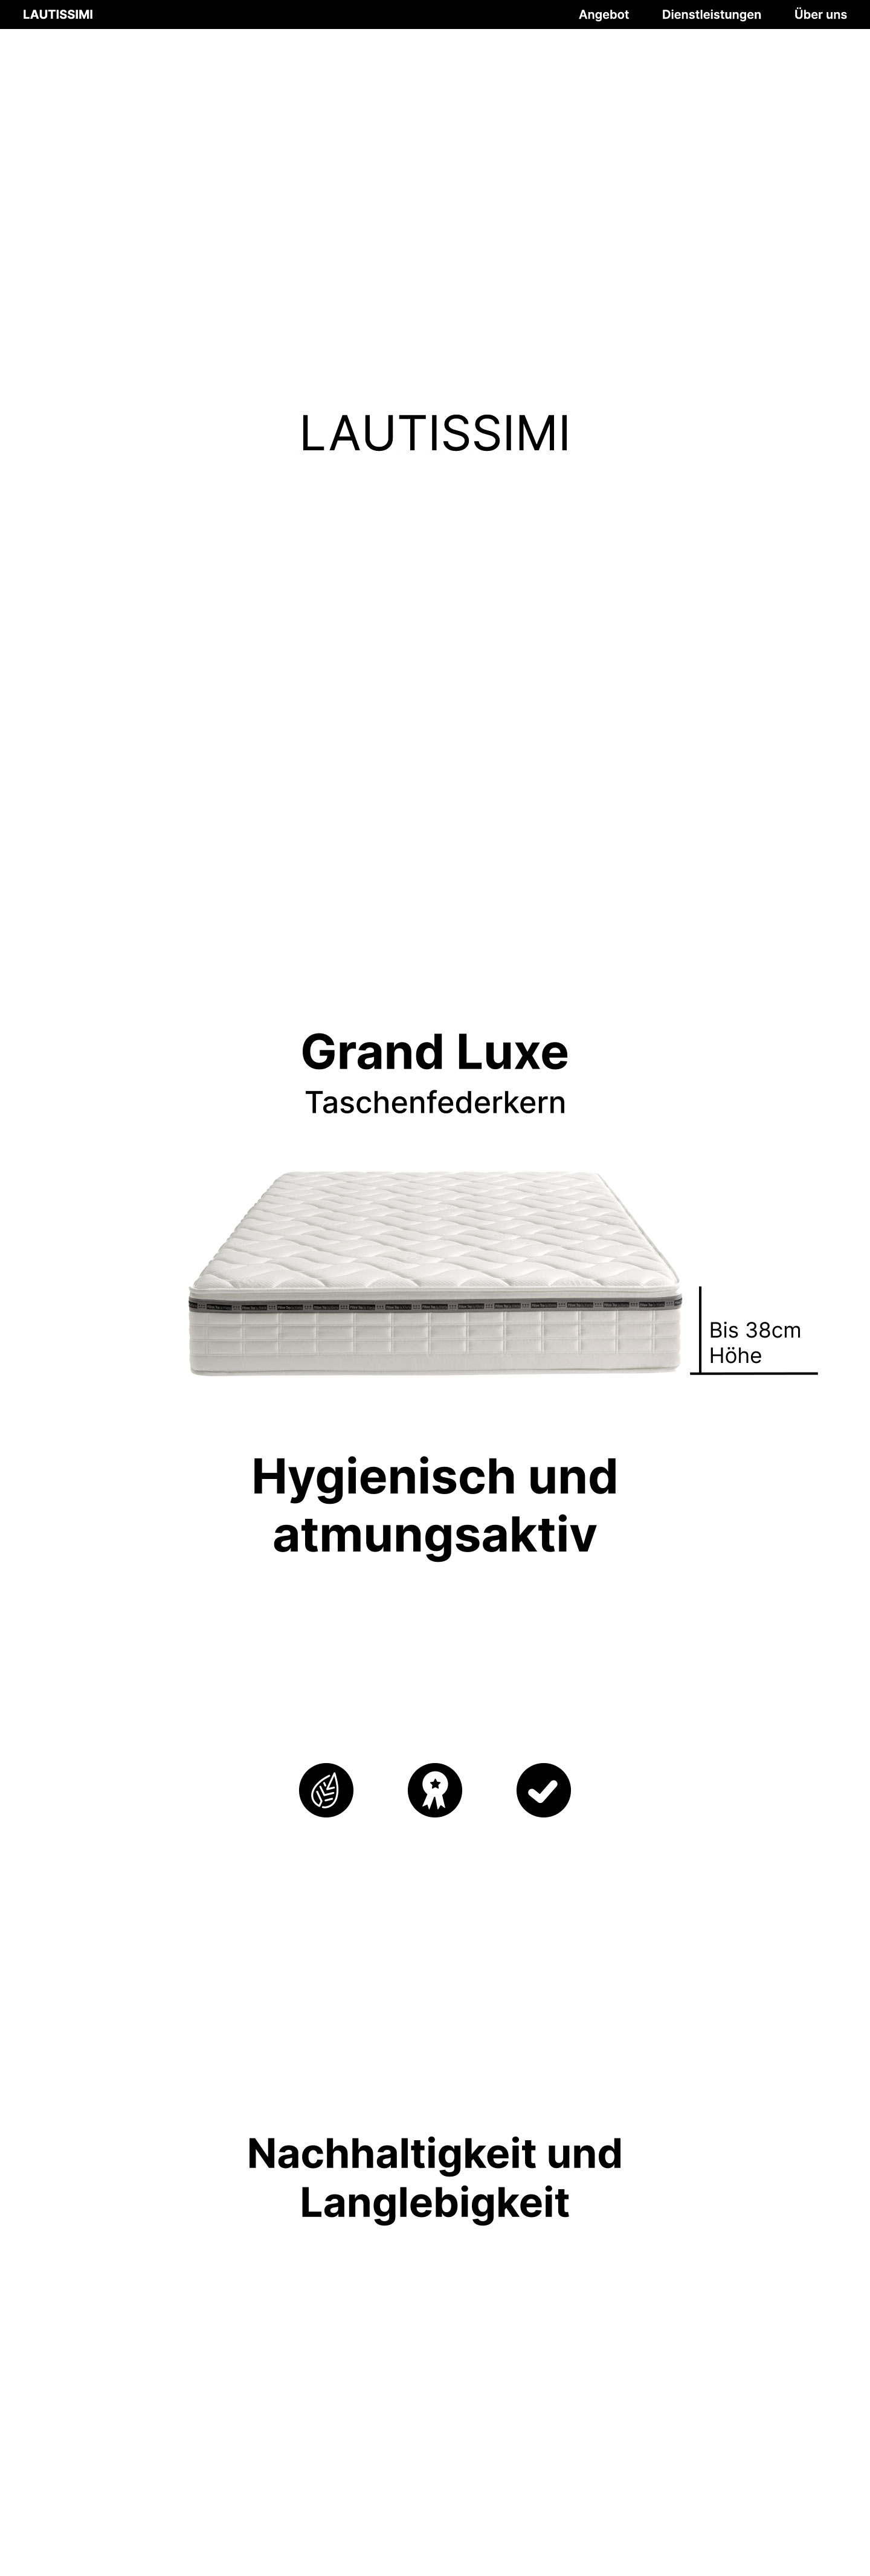 LAUTISSIMI
Angebot
Dienstleistungen
Über uns
LAUTISSIMI
Grand Luxe
Taschenfederkern
Bis 38cm
Höhe
Hygienisch und
atmungsaktiv
Nachhaltigkeit und
Langlebigkeit